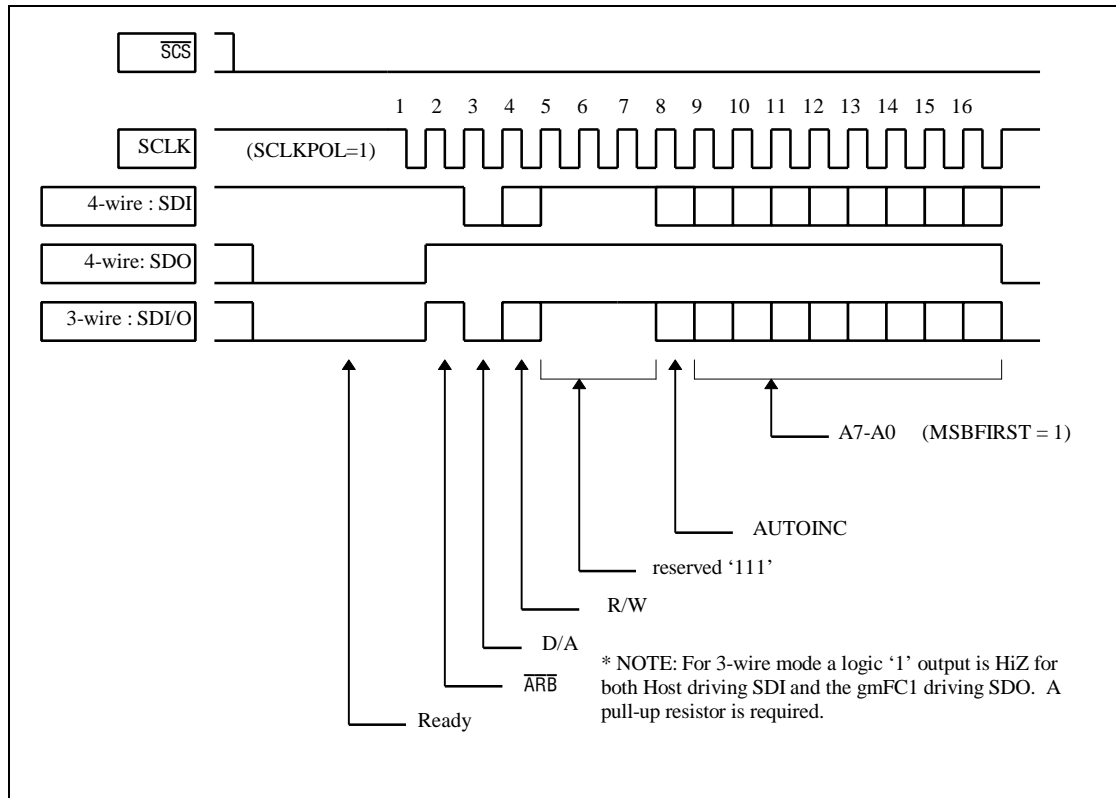 SCS
1 2 3 4 5 6 7 8 9 10 11 12 13 14 15 16
SCLK
(SCLKPOL=1)
4-wire : SDI
4-wire: SDO
3-wire : SDI/O
A7-A0 (MSBFIRST = 1)
AUTOINC
reserved ‘111’
R/W
D/A
ARB
Ready
* NOTE: For 3-wire mode a logic ‘1’ output is HiZ for
both Host driving SDI and the gmFC1 driving SDO. A
pull-up resistor is required.